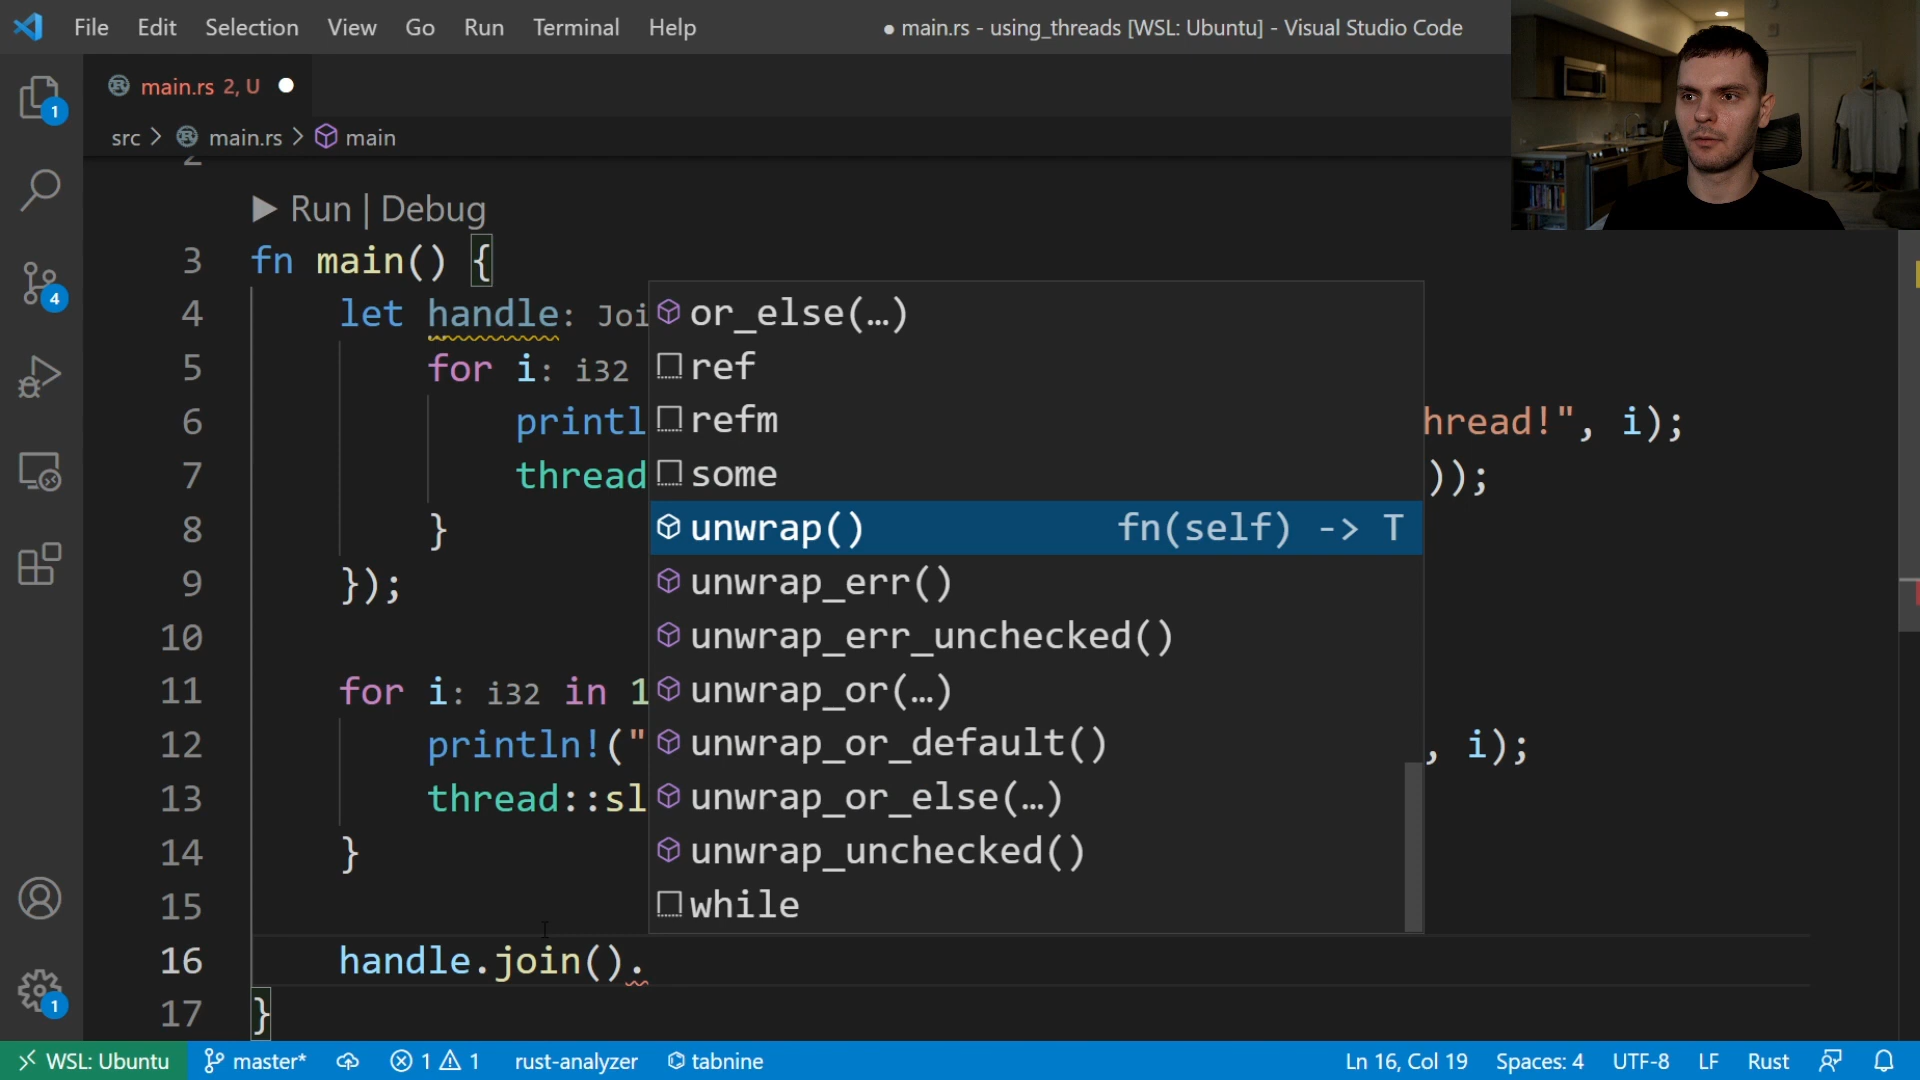 File Edit Selection View Go Run Terminal Help
● main.rs - using_threads [WSL: Ubuntu] - Visual Studio Code
1
main.rs 2, U
src > main.rs > main
Run | Debug
3 fn main() {
4 let handle: Joi
or_else(…)
5 for i: i32
ref
6 printl
refm
hread!", i);
7 thread
some
));
4
8 }
unwrap() fn(self) -> T
9 });
unwrap_err()
10
unwrap_err_unchecked()
11 for i: i32 in 1
unwrap_or(…)
12 println!("
unwrap_or_default()
, i);
13 thread::sl
unwrap_or_else(…)
14 }
unwrap_unchecked()
15
while
16 handle.join().
17 }
1
WSL: Ubuntu master* 1 1 rust-analyzer tabnine Ln 16, Col 19 Spaces: 4 UTF-8 LF Rust